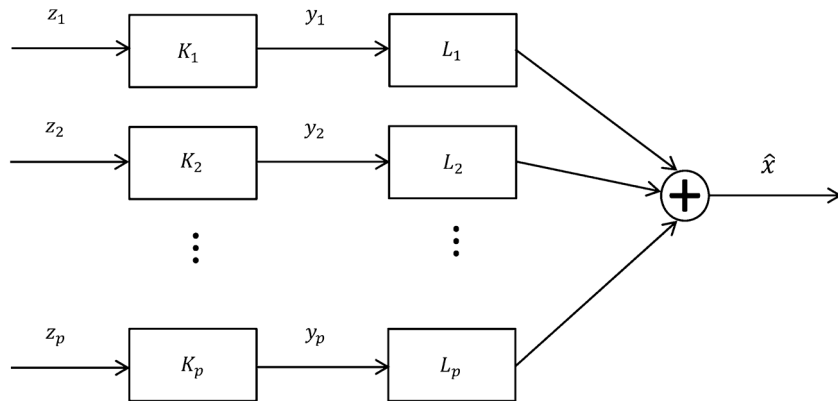 z₁ K₁ y₁ L₁
z₂ K₂ y₂ L₂
x̂
⋮ ⋮
zₚ Kₚ yₚ Lₚ